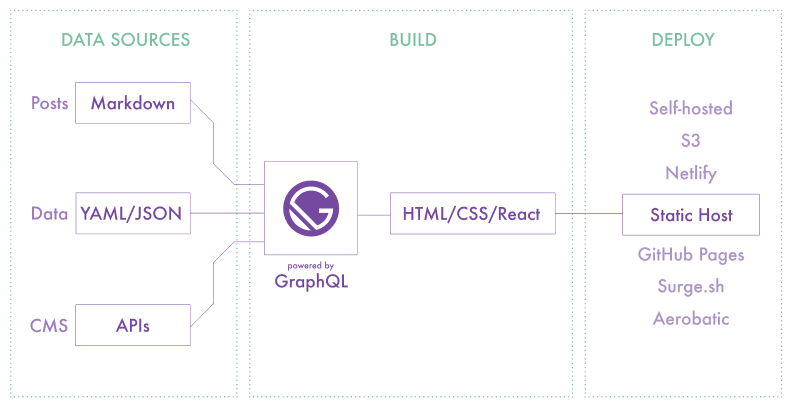 DATA SOURCES
Posts
Markdown
Data
YAML/JSON
CMS
APIs
BUILD
powered by
GraphQL
HTML/CSS/React
DEPLOY
Self-hosted
S3
Netlify
Static Host
GitHub Pages
Surge.sh
Aerobatic